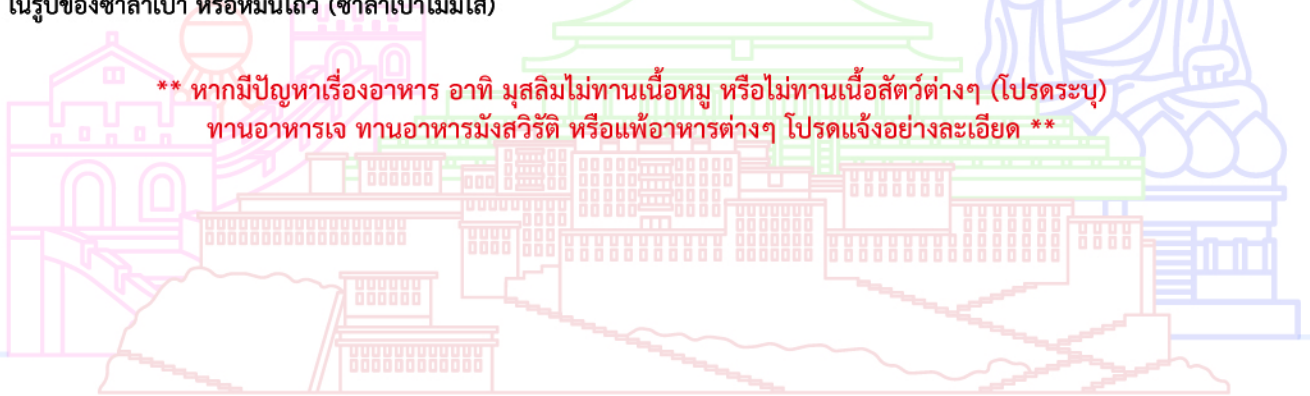 ในรูปของซาลาเปา หรือหมั่นโถว (ซาลาเปาไม่มีไส้)
** หากมีปัญหาเรื่องอาหาร อาทิ มุสลิมไม่ทานเนื้อหมู หรือไม่ทานเนื้อสัตว์ต่างๆ (โปรดระบุ)
ทานอาหารเจ ทานอาหารมังสวิรัติ หรือแพ้อาหารต่างๆ โปรดแจ้งอย่างละเอียด **